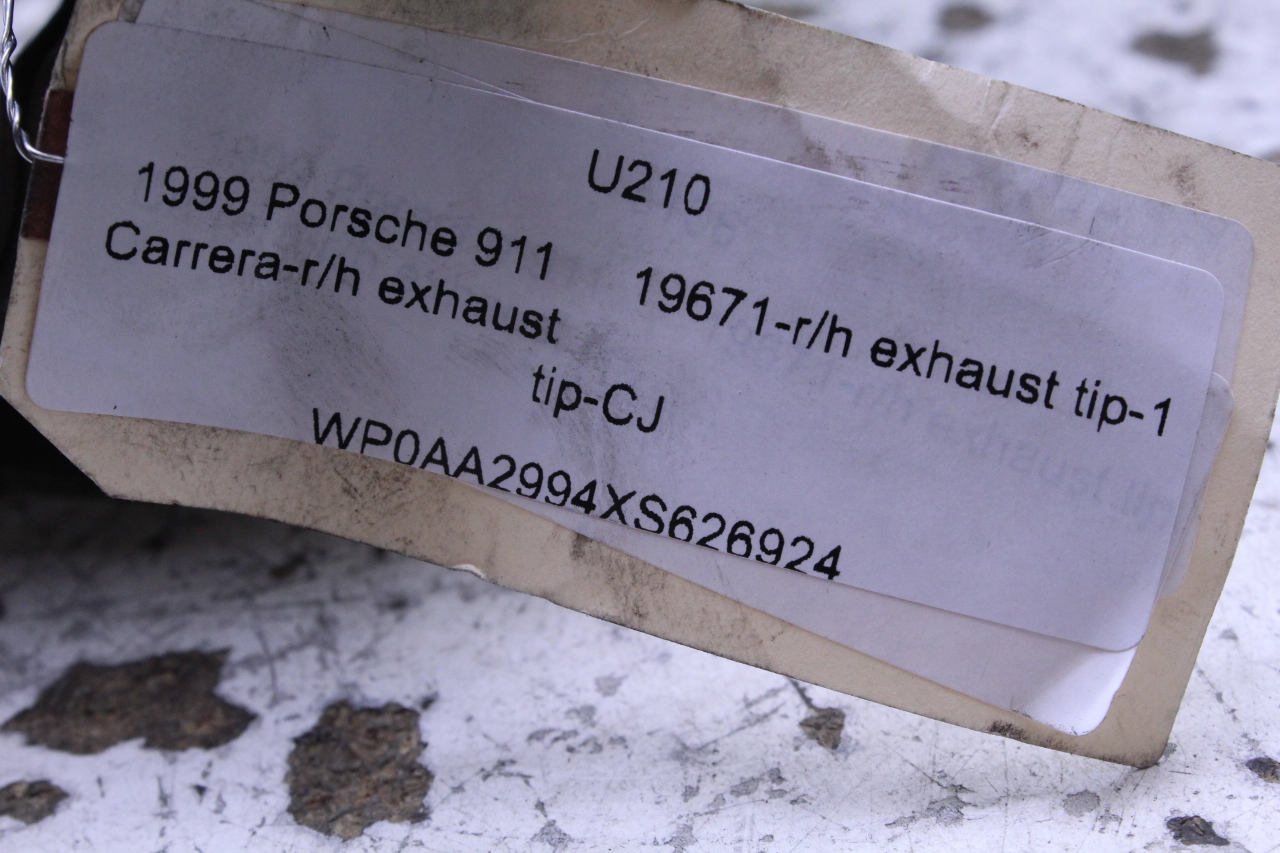 U210
1999 Porsche 911
Carrera-r/h exhaust
19671-r/h exhaust tip-1
tip-CJ
WP0AA2994XS626924